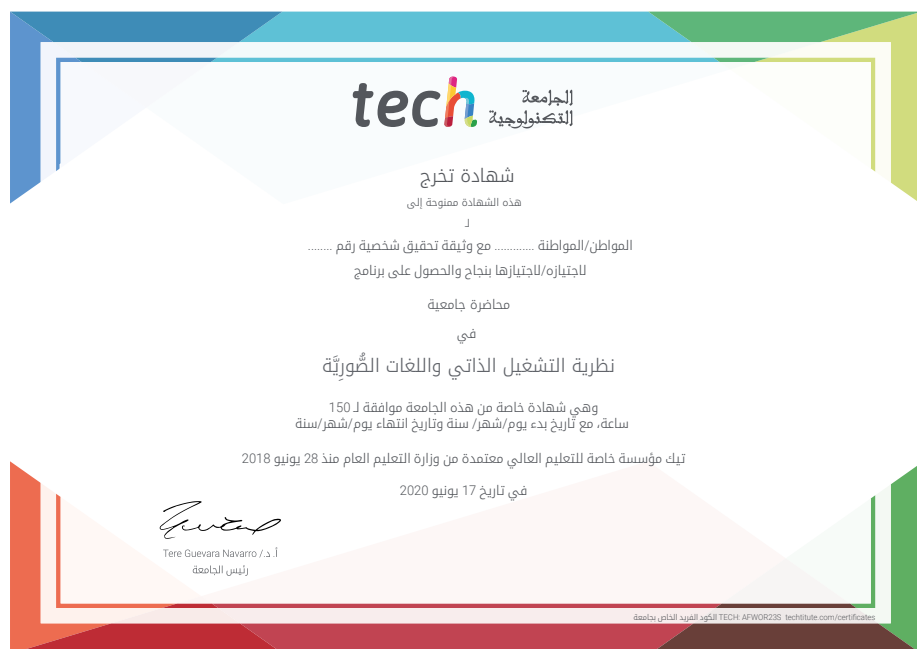 tech الجامعة
التكنولوجية
شهادة تخرج
هذه الشهادة ممنوحة إلى
لـ
المواطن/المواطنة ............ مع وثيقة تحقيق شخصية رقم ........
لاجتيازه/لاجتيازها بنجاح والحصول على برنامج
محاضرة جامعية
في
نظرية التشغيل الذاتي واللغات الصُّورِيَّة
وهي شهادة خاصة من هذه الجامعة موافقة لـ 150
ساعة، مع تاريخ بدء يوم/شهر/ سنة وتاريخ انتهاء يوم/شهر/سنة
تيك مؤسسة خاصة للتعليم العالي معتمدة من وزارة التعليم العام منذ 28 يونيو 2018
في تاريخ 17 يونيو 2020
أ. د./ Tere Guevara Navarro
رئيس الجامعة
الكود الفريد الخاص بجامعة TECH: AFWOR23S techtitute.com/certificates